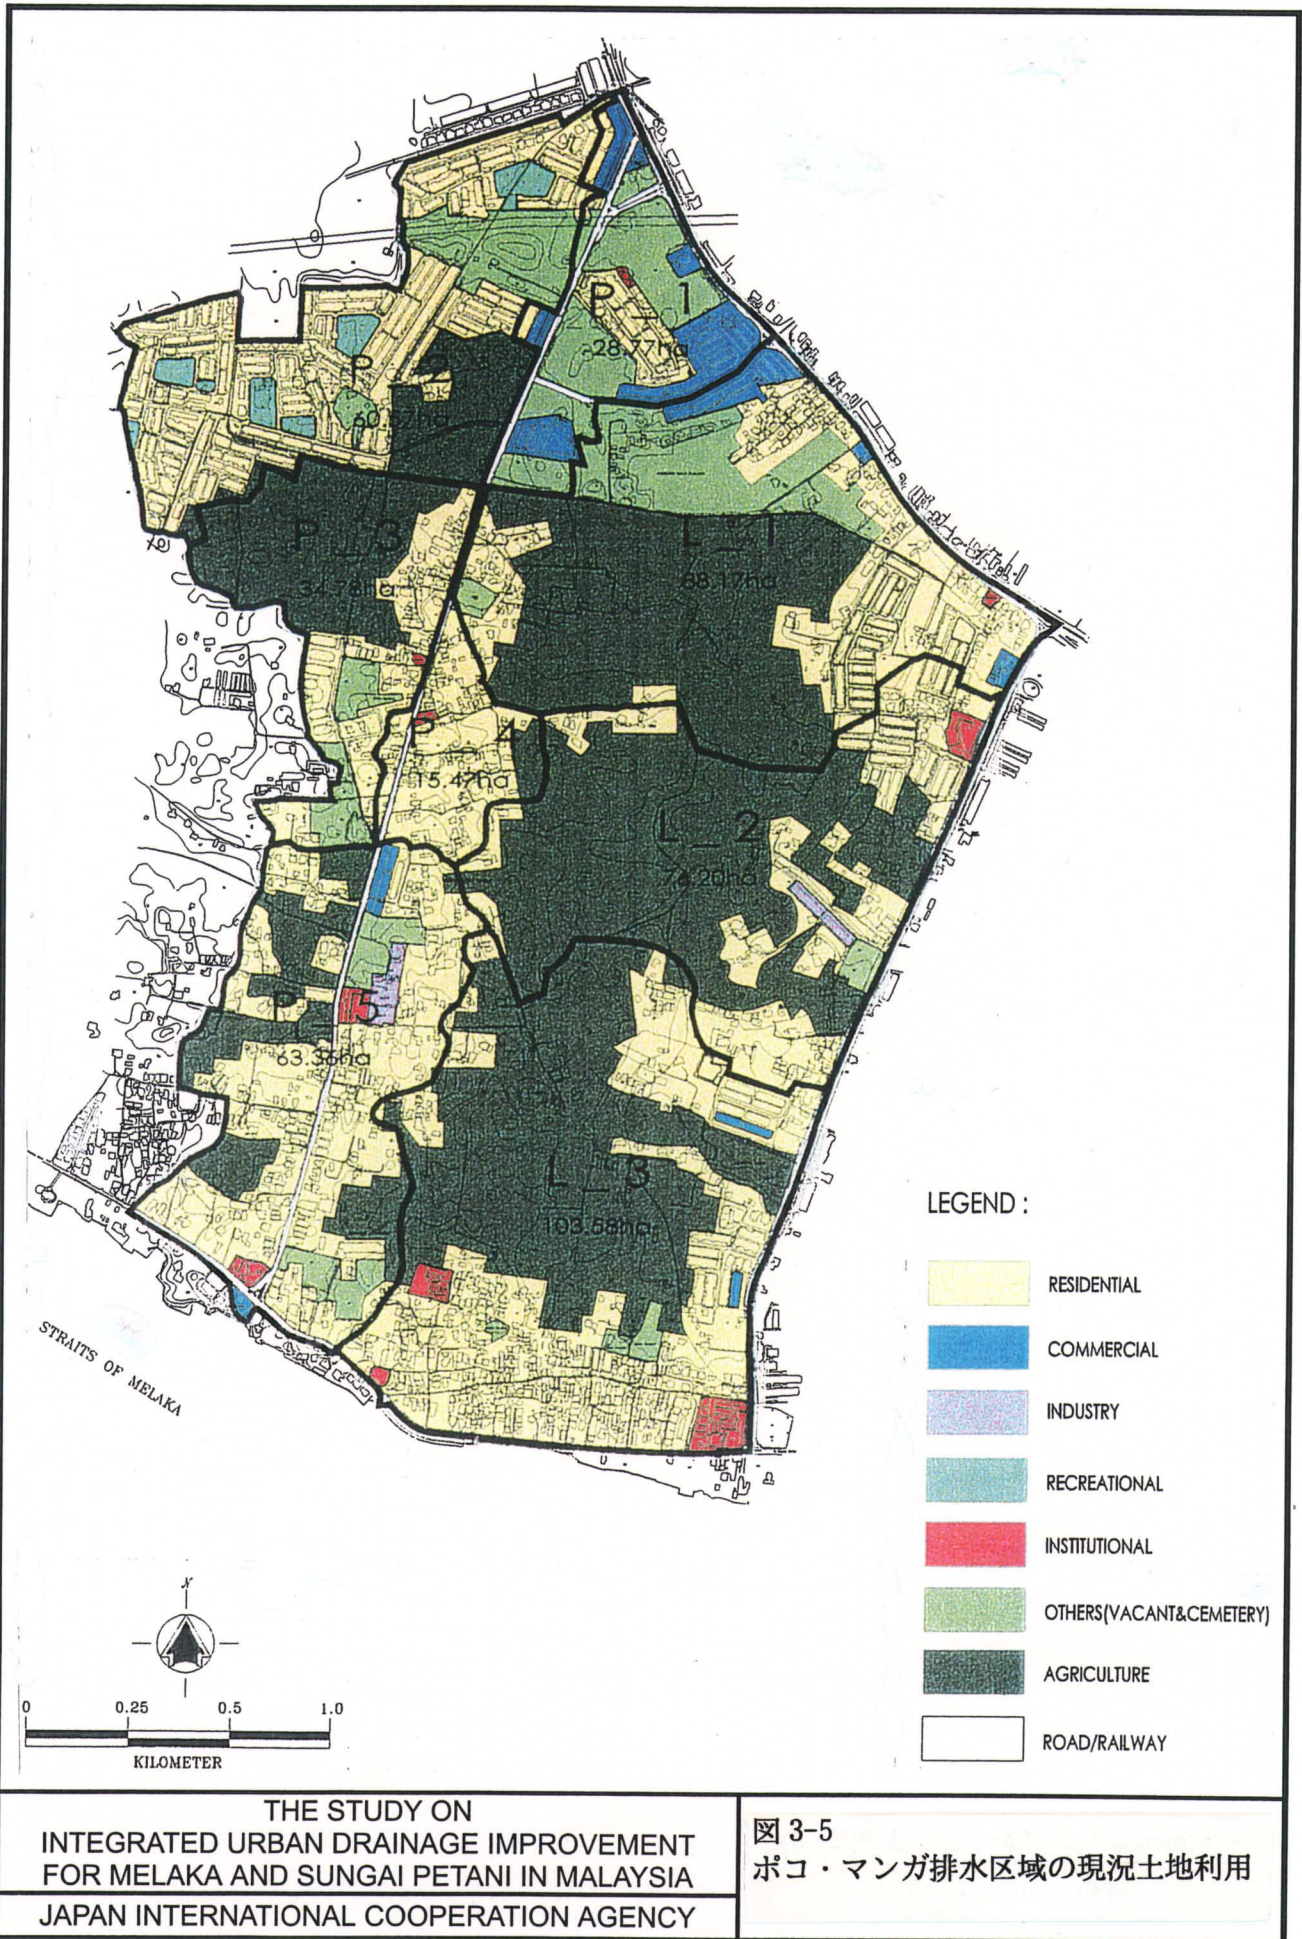 P_1
28.77ha
P_2
60.57ha
P_3
L_1
88.17ha
P_4
15.47ha
L_2
74.20ha
P_5
63.36ha
L_3
103.58ha
STRAITS OF MELAKA
LEGEND :
RESIDENTIAL
COMMERCIAL
INDUSTRY
RECREATIONAL
INSTITUTIONAL
OTHERS(VACANT&CEMETERY)
AGRICULTURE
ROAD/RAILWAY
N
0 0.25 0.5 1.0
KILOMETER
THE STUDY ON
INTEGRATED URBAN DRAINAGE IMPROVEMENT
FOR MELAKA AND SUNGAI PETANI IN MALAYSIA
JAPAN INTERNATIONAL COOPERATION AGENCY
図 3-5
ポコ・マンガ排水区域の現況土地利用